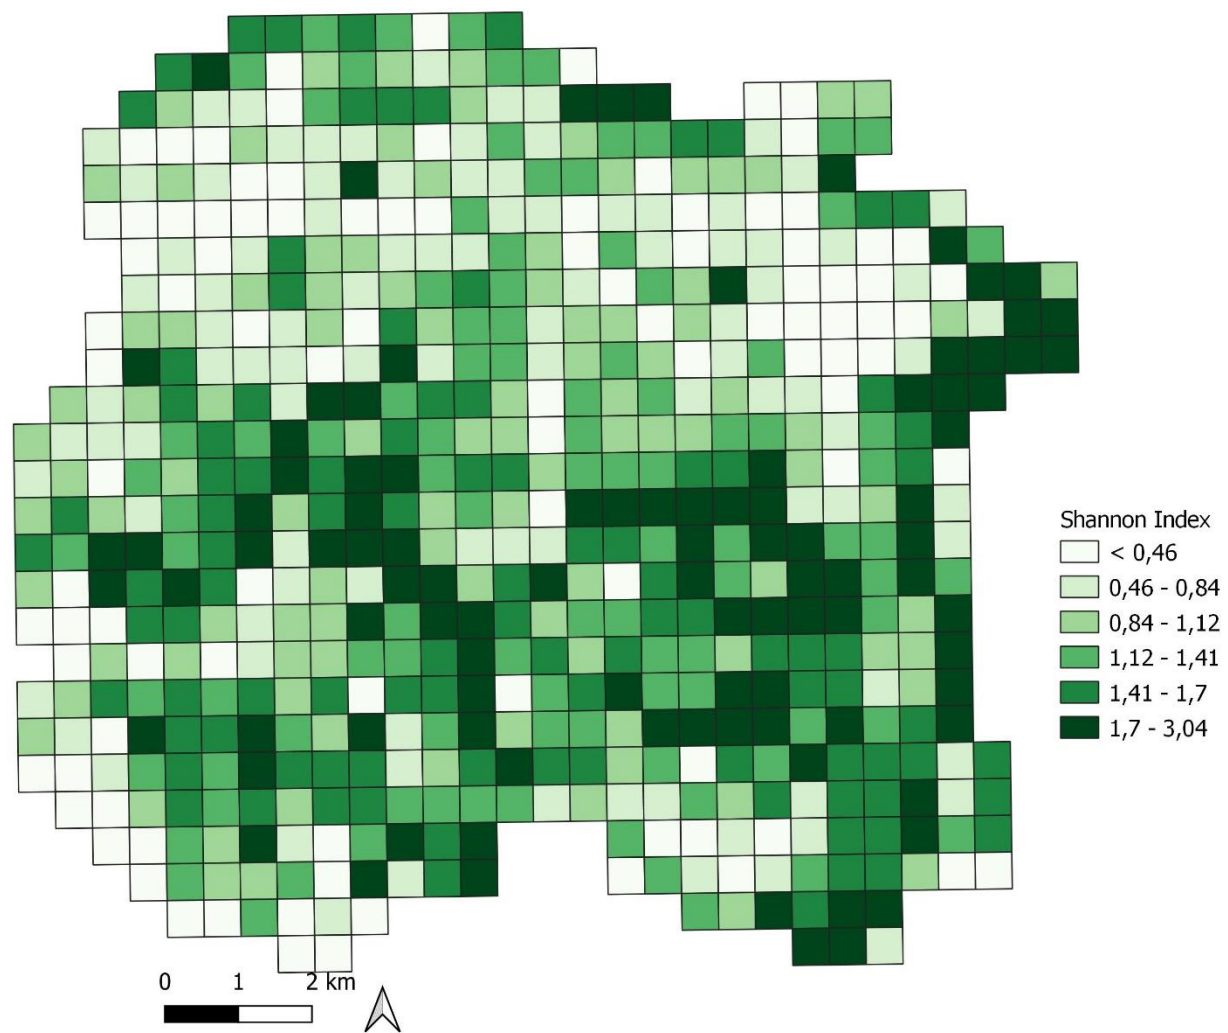 Shannon Index
< 0,46
0,46 - 0,84
0,84 - 1,12
1,12 - 1,41
1,41 - 1,7
1,7 - 3,04
0 1 2 km